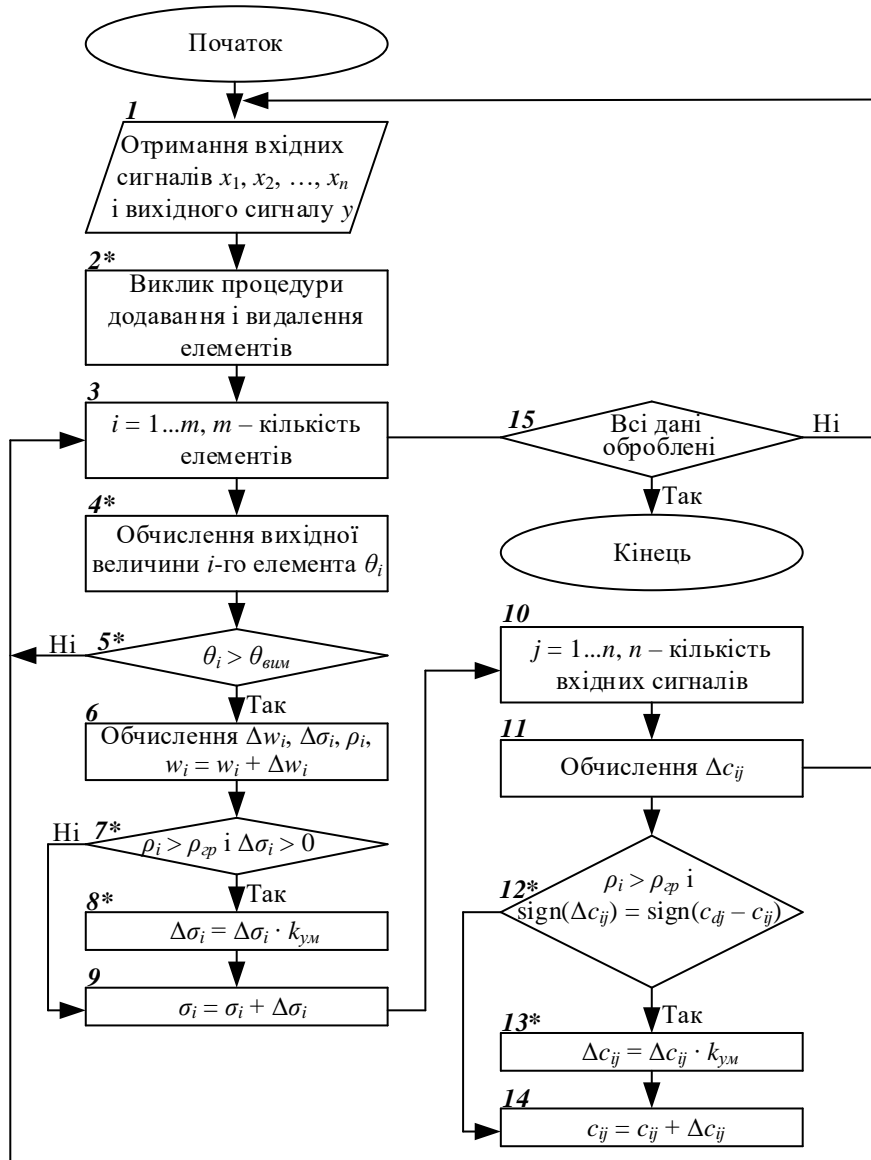 Початок
1
Отримання вхідних
сигналів x₁, x₂, …, xₙ
і вихідного сигналу y
2*
Виклик процедури
додавання і видалення
елементів
3
i = 1...m, m – кількість
елементів
4*
Обчислення вихідної
величини i-го елемента θᵢ
Ні
5*
θᵢ > θвим
Так
6
Обчислення Δwᵢ, Δσᵢ, ρᵢ,
wᵢ = wᵢ + Δwᵢ
Ні
7*
ρᵢ > ρгр і Δσᵢ > 0
Так
8*
Δσᵢ = Δσᵢ · kум
9
σᵢ = σᵢ + Δσᵢ
15
Всі дані
оброблені
Ні
Так
Кінець
10
j = 1...n, n – кількість
вхідних сигналів
11
Обчислення Δcᵢⱼ
12*
ρᵢ > ρгр і
sign(Δcᵢⱼ) = sign(cdj – cᵢⱼ)
Так
13*
Δcᵢⱼ = Δcᵢⱼ · kум
14
cᵢⱼ = cᵢⱼ + Δcᵢⱼ